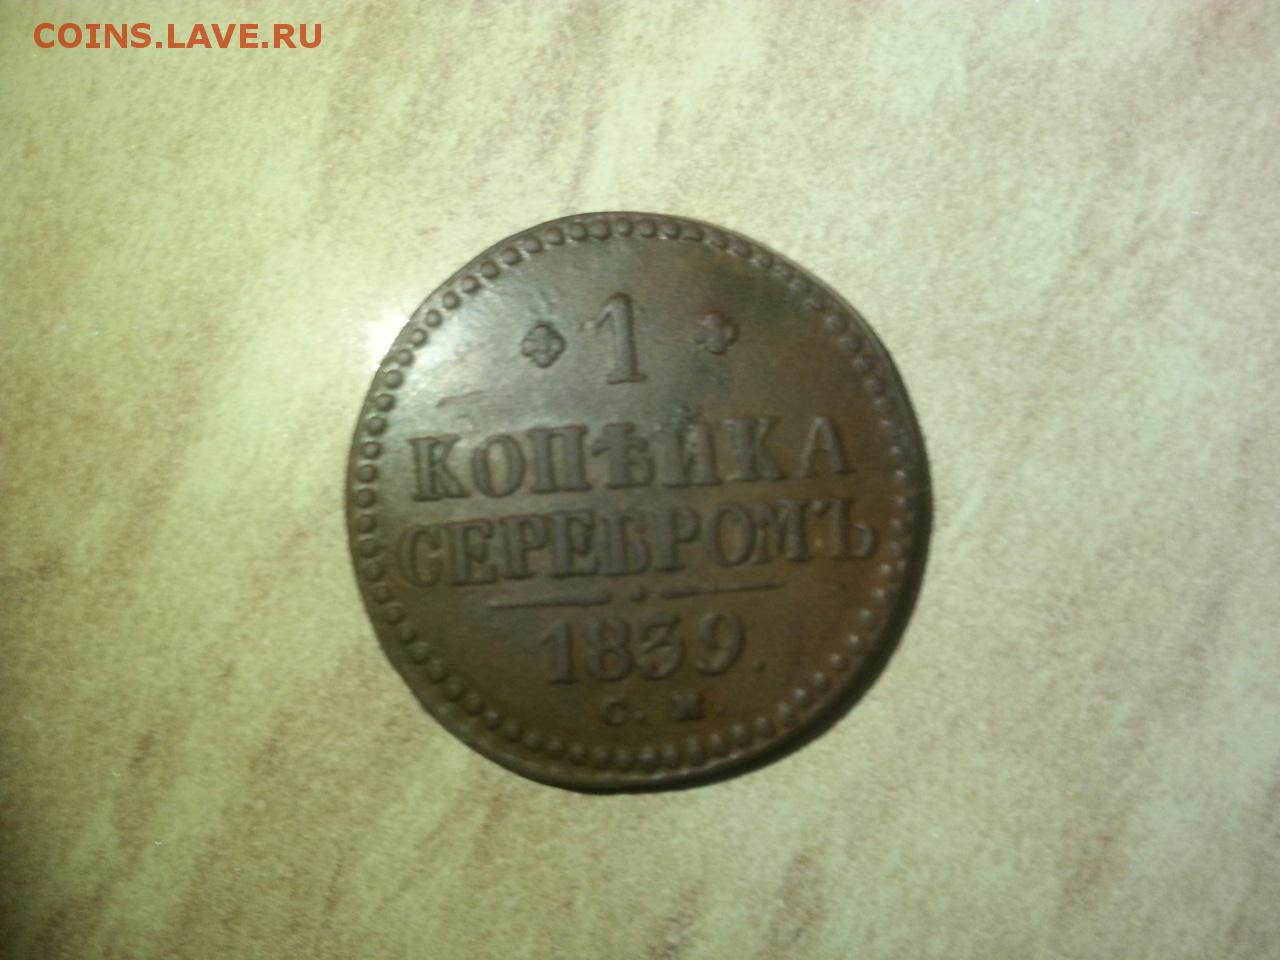 COINS.LAVE.RU
1
КОПѢЙКА
СЕРЕБРОМЪ
1839.
С. М.